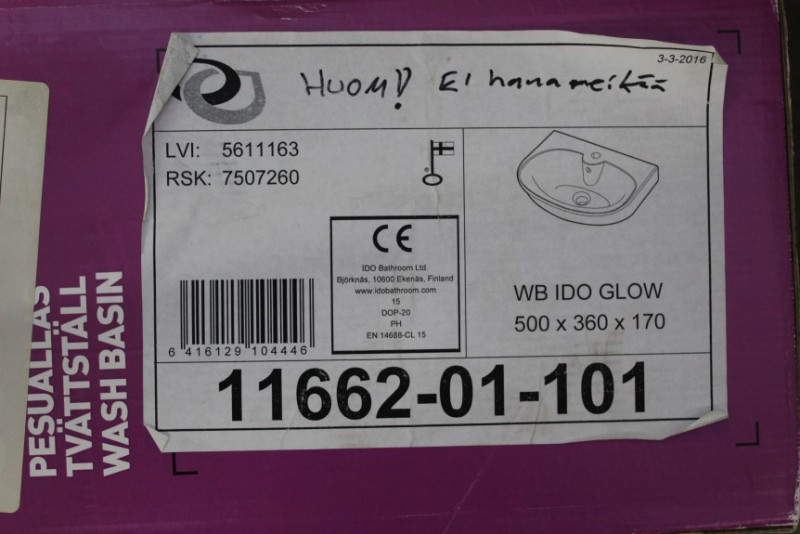 3-3-2016
HUOM! EI hanameikää
LVI: 5611163
RSK: 7507260
CE
IDO Bathroom Ltd.
Björknäs, 10600 Ekenäs, Finland
www.idobathroom.com
15
DOP-20
PH
EN 14688-CL 15
6 416129 104446
WB IDO GLOW
500 x 360 x 170
11662-01-101
PESUALLAS
TVÄTTSTÄLL
WASH BASIN